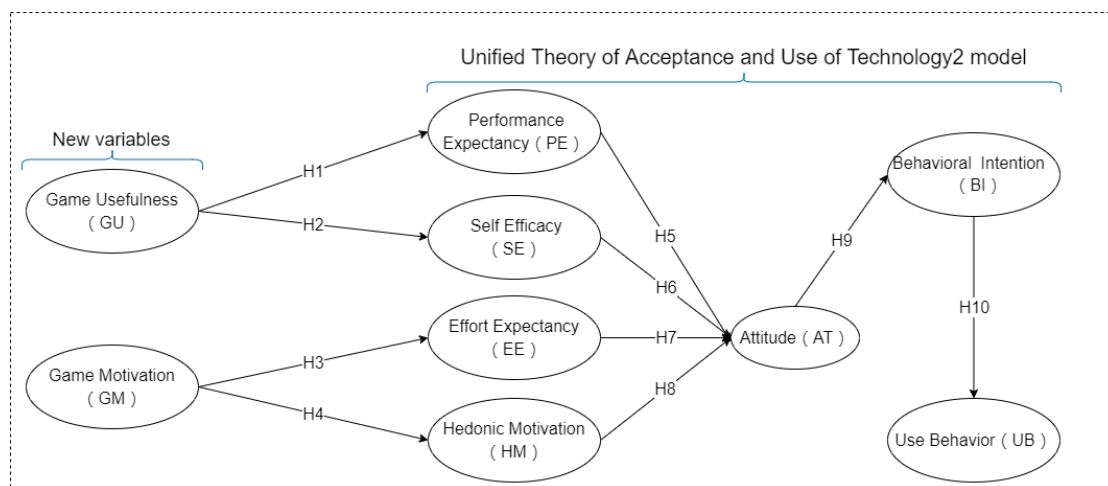 Unified Theory of Acceptance and Use of Technology2 model
New variables
Game Usefulness
( GU )
Game Motivation
( GM )
H1
H2
H3
H4
Performance
Expectancy ( PE )
Self Efficacy
( SE )
Effort Expectancy
( EE )
Hedonic Motivation
( HM )
H5
H6
H7
H8
Attitude ( AT )
H9
Behavioral Intention
( BI )
H10
Use Behavior ( UB )